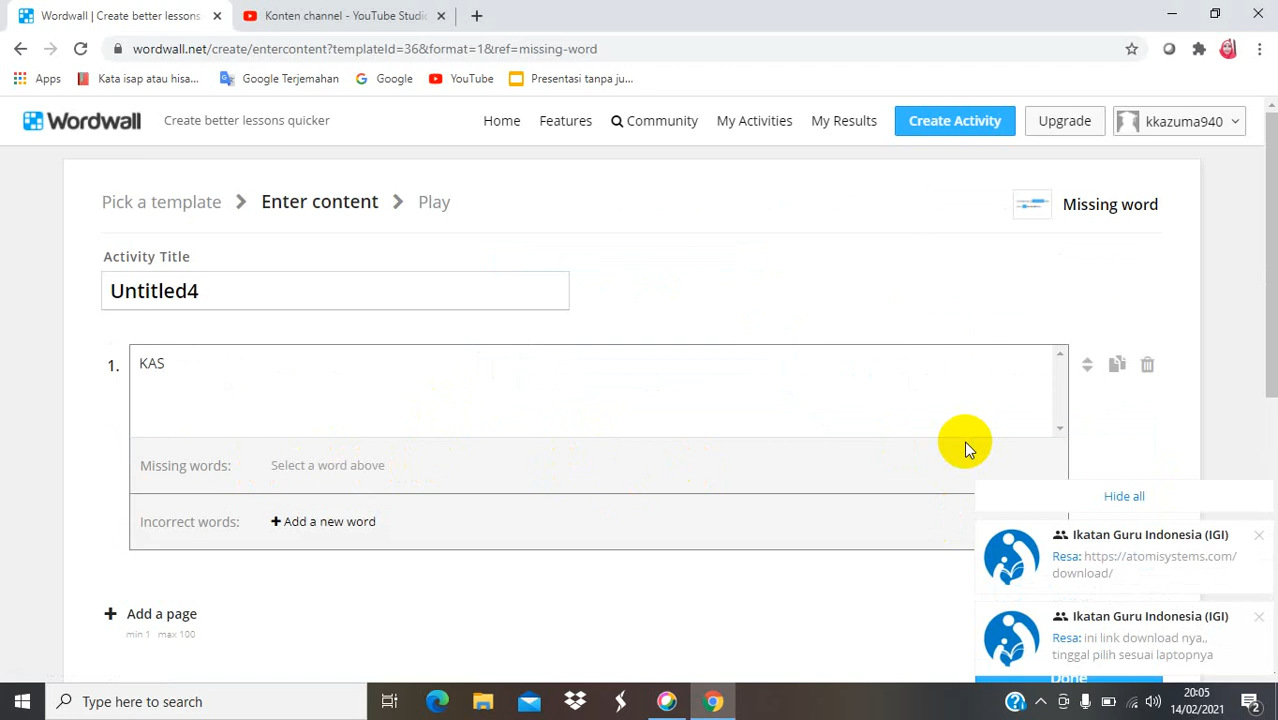 Wordwall | Create better lessons
Konten channel - YouTube Studio
wordwall.net/create/entercontent?templateId=36&format=1&ref=missing-word
Apps
Kata isap atau hisa...
Google Terjemahan
Google
YouTube
Presentasi tanpa ju...
Wordwall
Create better lessons quicker
Home
Features
Community
My Activities
My Results
Create Activity
Upgrade
kkazuma940
Pick a template
Enter content
Play
Missing word
Activity Title
Untitled4
1.
KAS
Missing words:
Select a word above
Incorrect words:
Add a new word
Add a page
min 1 max 100
Hide all
Ikatan Guru Indonesia (IGI)
Resa: https://atomisystems.com/
download/
Ikatan Guru Indonesia (IGI)
Resa: ini link download nya,,
tinggal pilih sesuai laptopnya
Done
Type here to search
20:05
14/02/2021
2